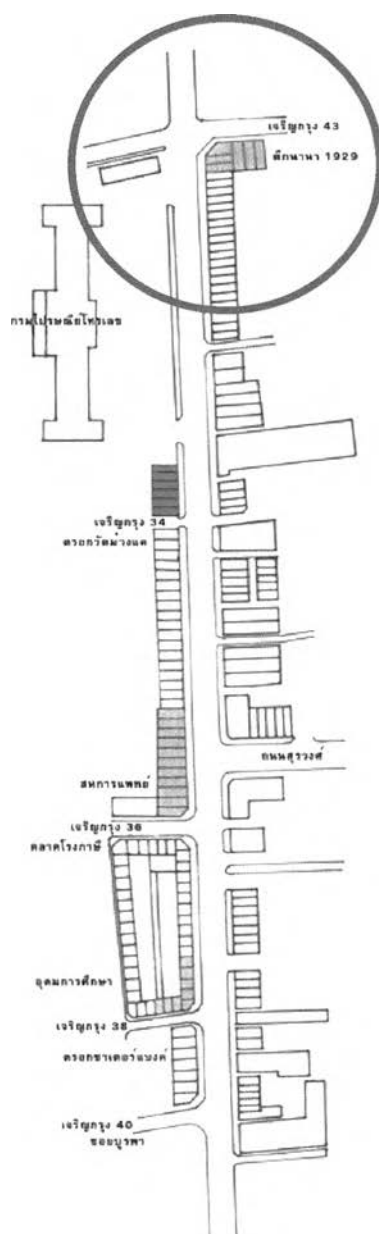 เจริญกรุง 43
ตึกนานา 1929
กรมไปรษณีย์โทรเลข
เจริญกรุง 34
ตรอกวัดม่วงแค
ถนนสุรวงศ์
สหการแพทย์
เจริญกรุง 36
ตลาดโรงภาษี
อุดมการศึกษา
เจริญกรุง 38
ตรอกชาเตอร์แบงค์
เจริญกรุง 40
ซอยบูรพา